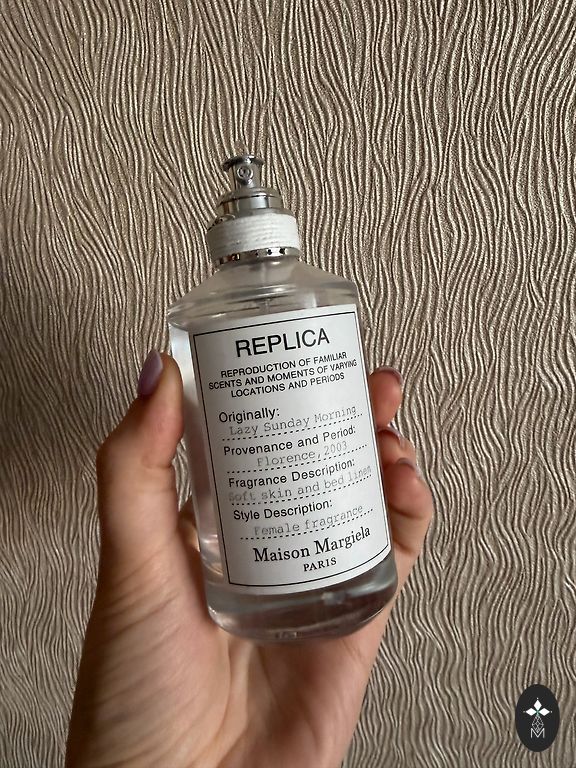 REPLICA
REPRODUCTION OF FAMILIAR
SCENTS AND MOMENTS OF VARYING
LOCATIONS AND PERIODS
Originally:
Lazy Sunday Morning
Provenance and Period:
Florence, 2003
Fragrance Description:
Soft skin and bed linen
Style Description:
Female fragrance
Maison Margiela
PARIS
M